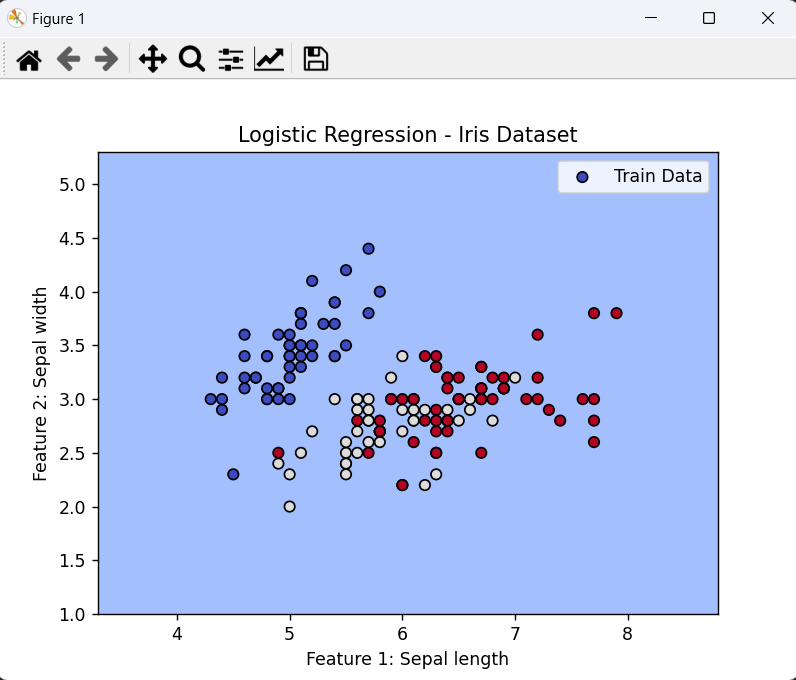 Figure 1
Logistic Regression - Iris Dataset
Train Data
5.0
4.5
4.0
3.5
3.0
2.5
2.0
1.5
1.0
Feature 2: Sepal width
4 5 6 7 8
Feature 1: Sepal length